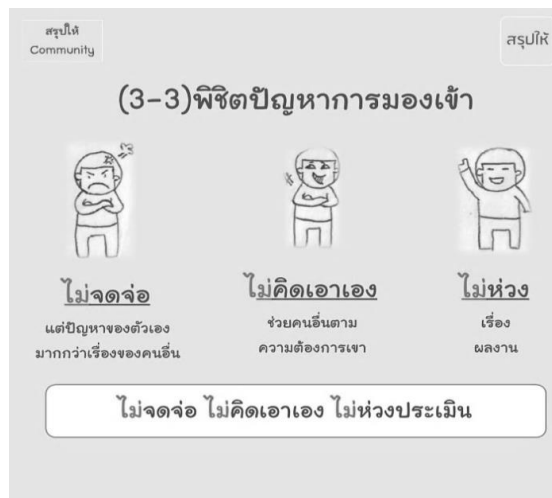 สรุปให้
Community
สรุปให้
(3-3)พิชิตปัญหาการมองเข้า
ไม่จดจ่อ
แต่ปัญหาของตัวเอง
มากกว่าเรื่องของคนอื่น
ไม่คิดเอาเอง
ช่วยคนอื่นตาม
ความต้องการเขา
ไม่ห่วง
เรื่อง
ผลงาน
ไม่จดจ่อ ไม่คิดเอาเอง ไม่ห่วงประเมิน